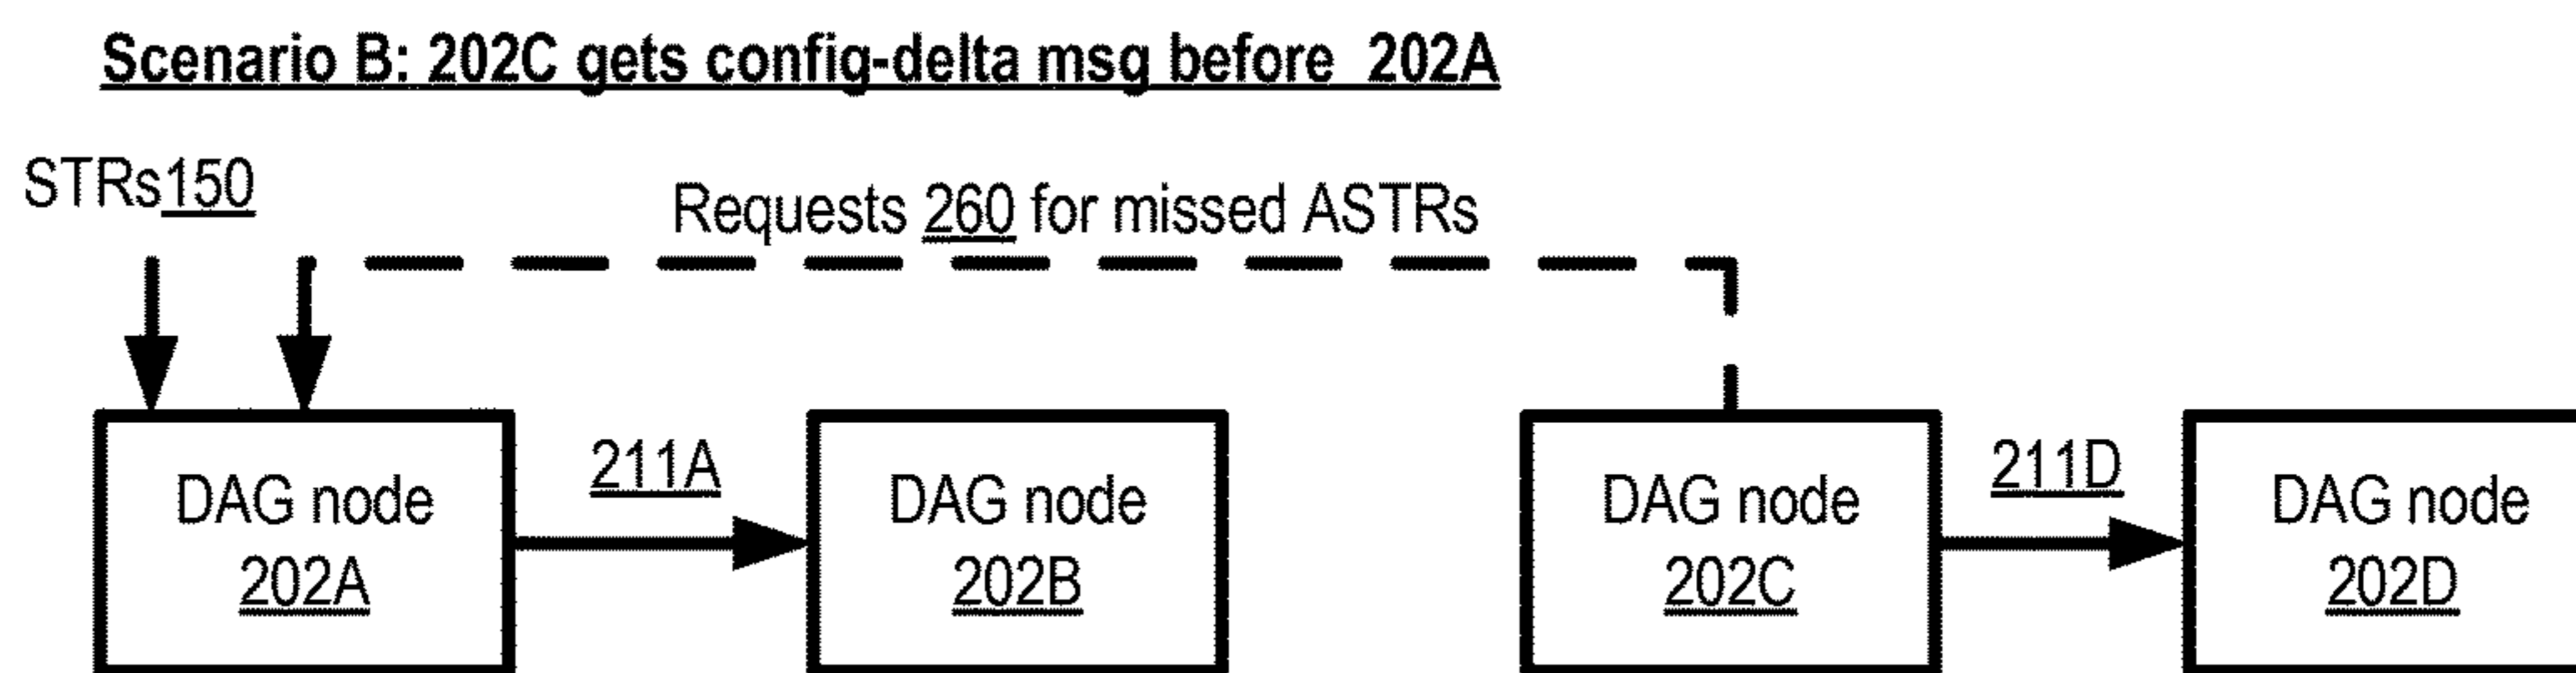 Scenario B: 202C gets config-delta msg before 202A
STRs150
Requests 260 for missed ASTRs
211A
211D
DAG node
202A
DAG node
202B
DAG node
202C
DAG node
202D